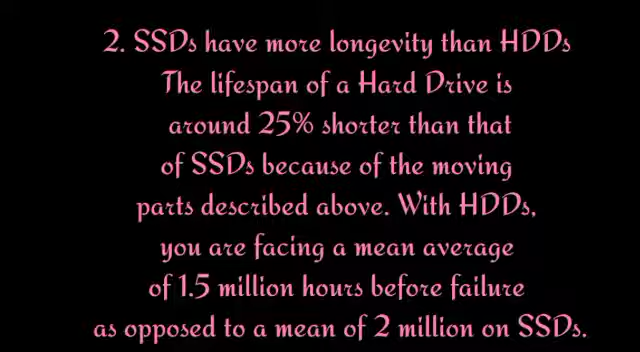 2. SSDs have more longevity than HDDs
The lifespan of a Hard Drive is
around 25% shorter than that
of SSDs because of the moving
parts described above. With HDDs,
you are facing a mean average
of 1.5 million hours before failure
as opposed to a mean of 2 million on SSDs.